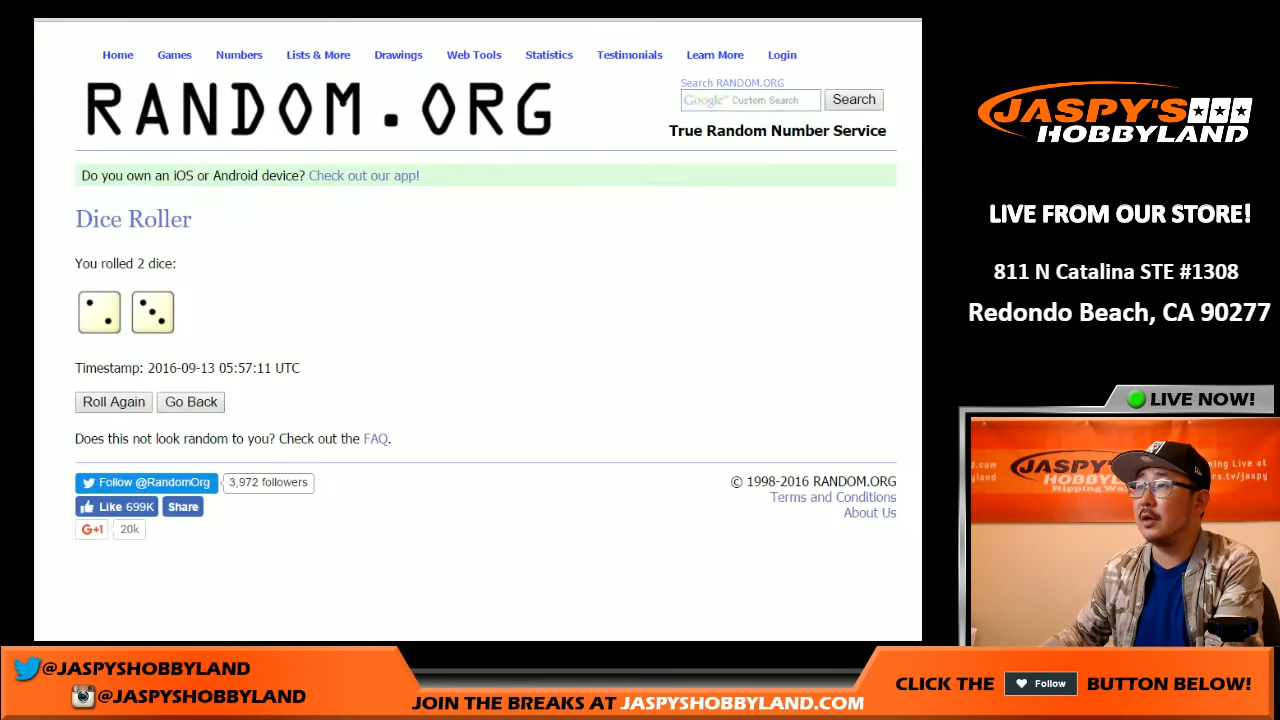 Home Games Numbers Lists & More Drawings Web Tools Statistics Testimonials Learn More Login
RANDOM.ORG
Search RANDOM.ORG
Google™ Custom Search
Search
True Random Number Service
Do you own an iOS or Android device? Check out our app!
Dice Roller
You rolled 2 dice:
Timestamp: 2016-09-13 05:57:11 UTC
Roll Again Go Back
Does this not look random to you? Check out the FAQ.
Follow @RandomOrg 3,972 followers
Like 699K Share
G+1 20k
© 1998-2016 RANDOM.ORG
Terms and Conditions
About Us
JASPY'S
HOBBYLAND
LIVE FROM OUR STORE!
811 N Catalina STE #1308
Redondo Beach, CA 90277
LIVE NOW!
JASPY
@JASPYSHOBBYLAND
@JASPYSHOBBYLAND
JOIN THE BREAKS AT JASPYSHOBBYLAND.COM
CLICK THE Follow BUTTON BELOW!